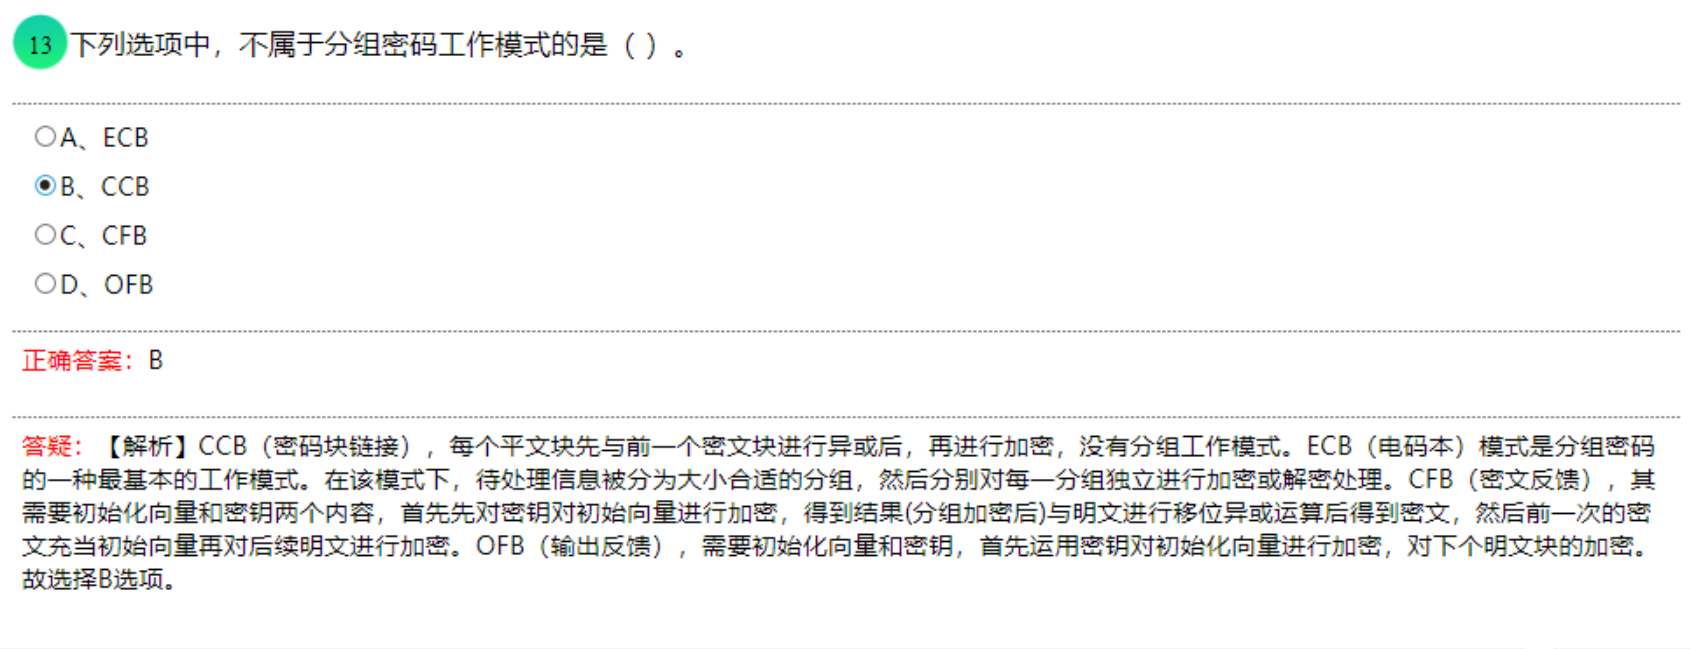 13 下列选项中，不属于分组密码工作模式的是（ ）。
A、ECB
B、CCB
C、CFB
D、OFB
正确答案：B
答疑：【解析】CCB（密码块链接），每个平文块先与前一个密文块进行异或后，再进行加密，没有分组工作模式。ECB（电码本）模式是分组密码
的一种最基本的工作模式。在该模式下，待处理信息被分为大小合适的分组，然后分别对每一分组独立进行加密或解密处理。CFB（密文反馈），其
需要初始化向量和密钥两个内容，首先先对密钥对初始向量进行加密，得到结果(分组加密后)与明文进行移位异或运算后得到密文，然后前一次的密
文充当初始向量再对后续明文进行加密。OFB（输出反馈），需要初始化向量和密钥，首先运用密钥对初始化向量进行加密，对下个明文块的加密。
故选择B选项。